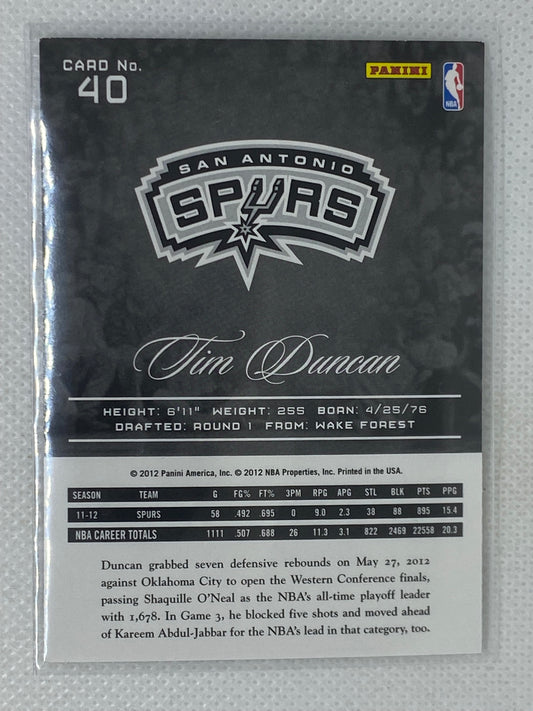 CARD No.
40
PANINI
NBA
SAN ANTONIO
SPURS
Tim Duncan
HEIGHT: 6'11" WEIGHT: 255 BORN: 4/25/76
DRAFTED: ROUND 1 FROM: WAKE FOREST
© 2012 Panini America, Inc. © 2012 NBA Properties, Inc. Printed in the USA.
SEASON TEAM G FG% FT% 3PM RPG APG STL BLK PTS PPG
11-12 SPURS 58 .492 .695 0 9.0 2.3 38 88 895 15.4
NBA CAREER TOTALS 1111 .507 .688 26 11.3 3.1 822 2469 22558 20.3
Duncan grabbed seven defensive rebounds on May 27, 2012
against Oklahoma City to open the Western Conference finals,
passing Shaquille O'Neal as the NBA's all-time playoff leader
with 1,678. In Game 3, he blocked five shots and moved ahead
of Kareem Abdul-Jabbar for the NBA's lead in that category, too.